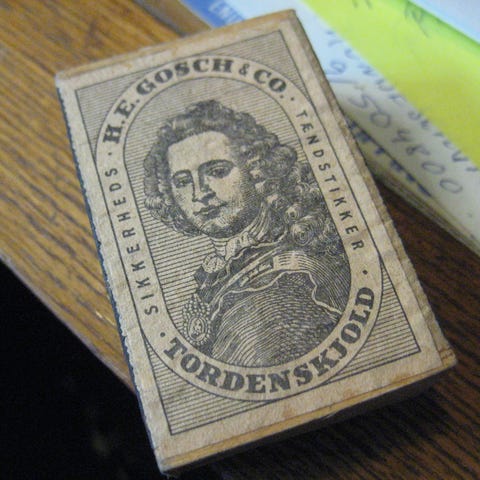 H.E. GOSCH & CO.
SIKKERHEDS
TÆNDSTIKKER
TORDENSKJOLD